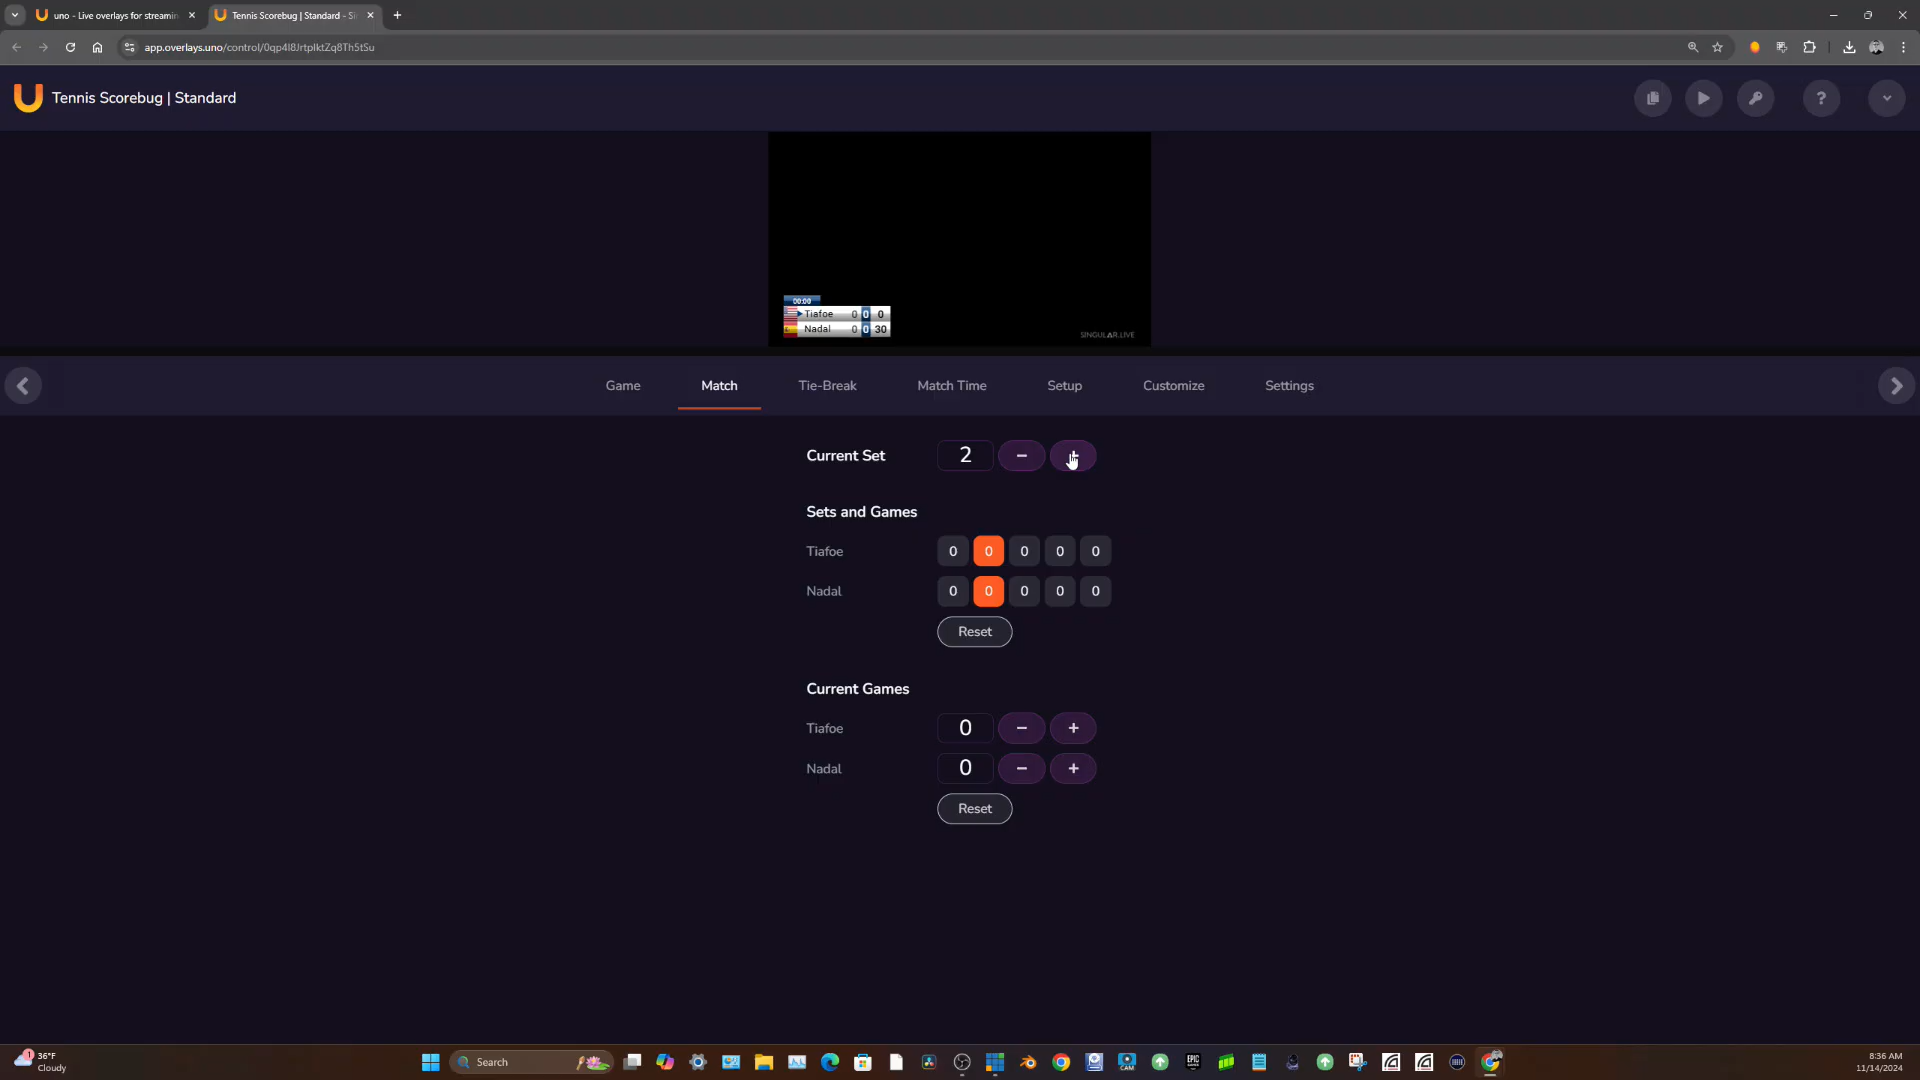 uno - Live overlays for streamin
Tennis Scorebug | Standard - Si
app.overlays.uno/control/0qp4l8JrtplktZq8Th5tSu
Tennis Scorebug | Standard
?
00:00
Tiafoe 0 0 0
Nadal 0 0 30
SINGULAR.LIVE
Game Match Tie-Break Match Time Setup Customize Settings
Current Set 2 - +
Sets and Games
Tiafoe 0 0 0 0 0
Nadal 0 0 0 0 0
Reset
Current Games
Tiafoe 0 - +
Nadal 0 - +
Reset
1
36°F
Cloudy
Search
CAM
8:36 AM
11/14/2024